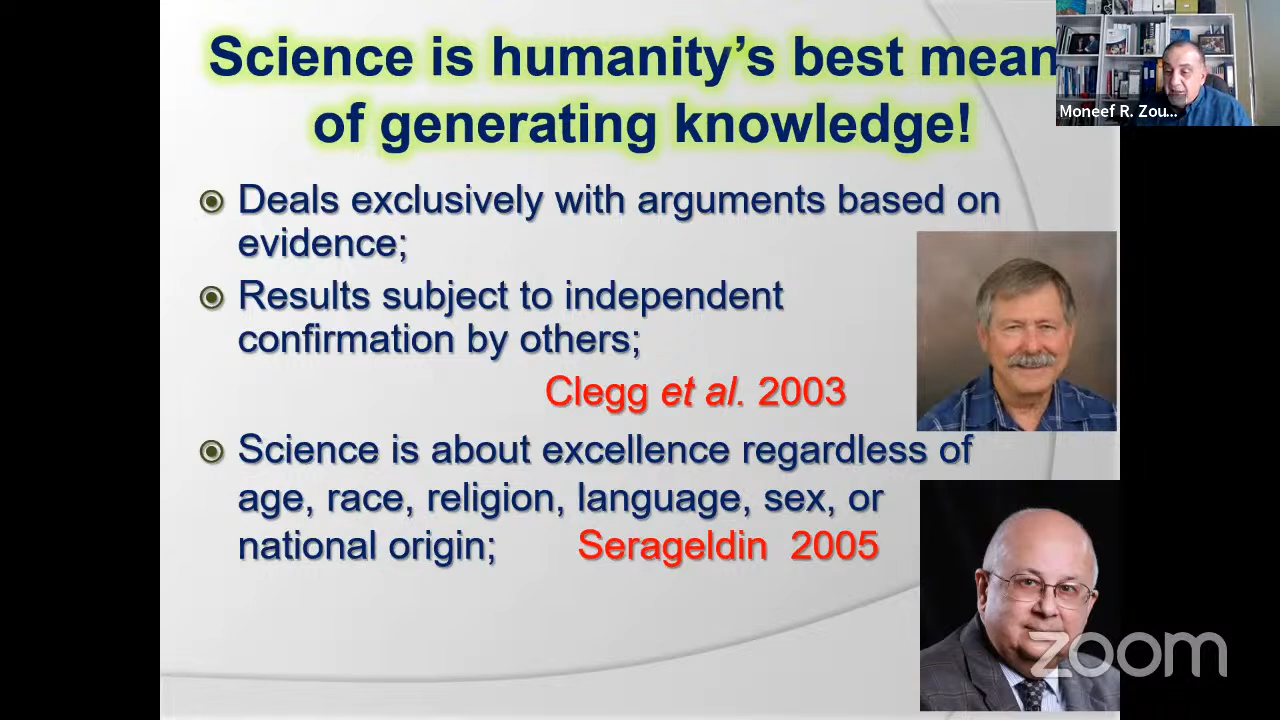 Science is humanity's best mean
of generating knowledge!
Moneef R. Zou...
Deals exclusively with arguments based on
evidence;
Results subject to independent
confirmation by others;
Clegg et al. 2003
Science is about excellence regardless of
age, race, religion, language, sex, or
national origin; Serageldin 2005
zoom